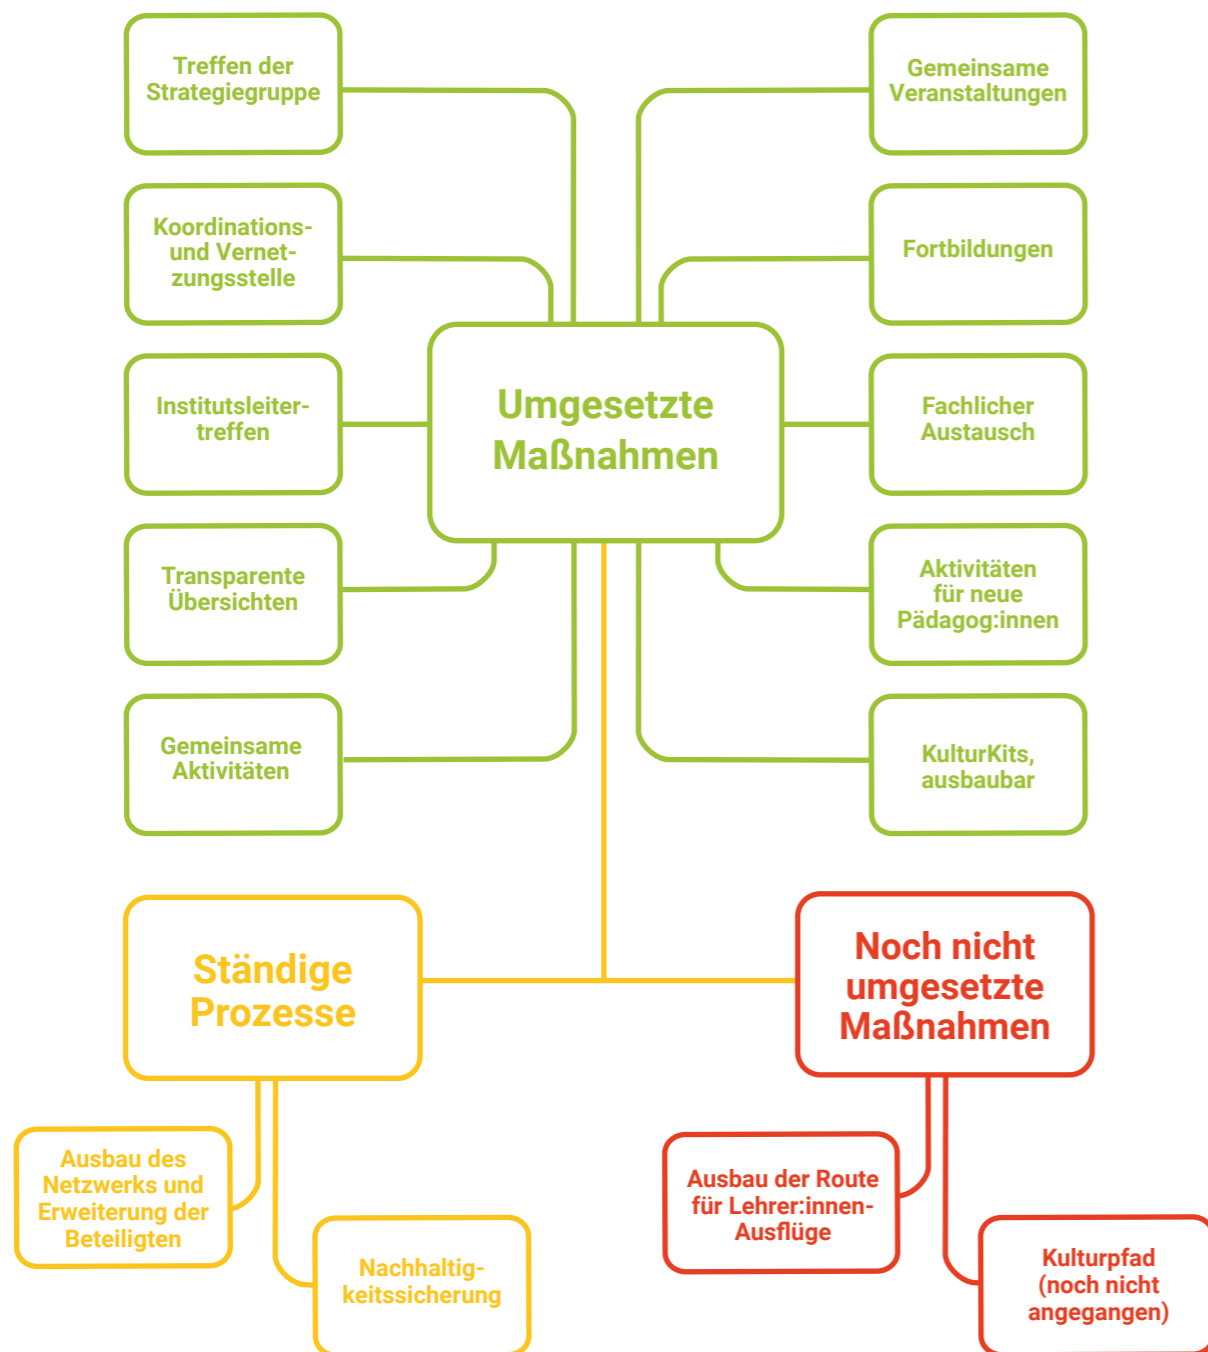 Treffen der
Strategiegruppe
Koordinations-
und Vernet-
zungsstelle
Institutsleiter-
treffen
Transparente
Übersichten
Gemeinsame
Aktivitäten
Umgesetzte
Maßnahmen
Gemeinsame
Veranstaltungen
Fortbildungen
Fachlicher
Austausch
Aktivitäten
für neue
Pädagog:innen
KulturKits,
ausbaubar
Ständige
Prozesse
Ausbau des
Netzwerks und
Erweiterung der
Beteiligten
Nachhaltig-
keitssicherung
Noch nicht
umgesetzte
Maßnahmen
Ausbau der Route
für Lehrer:innen-
Ausflüge
Kulturpfad
(noch nicht
angegangen)